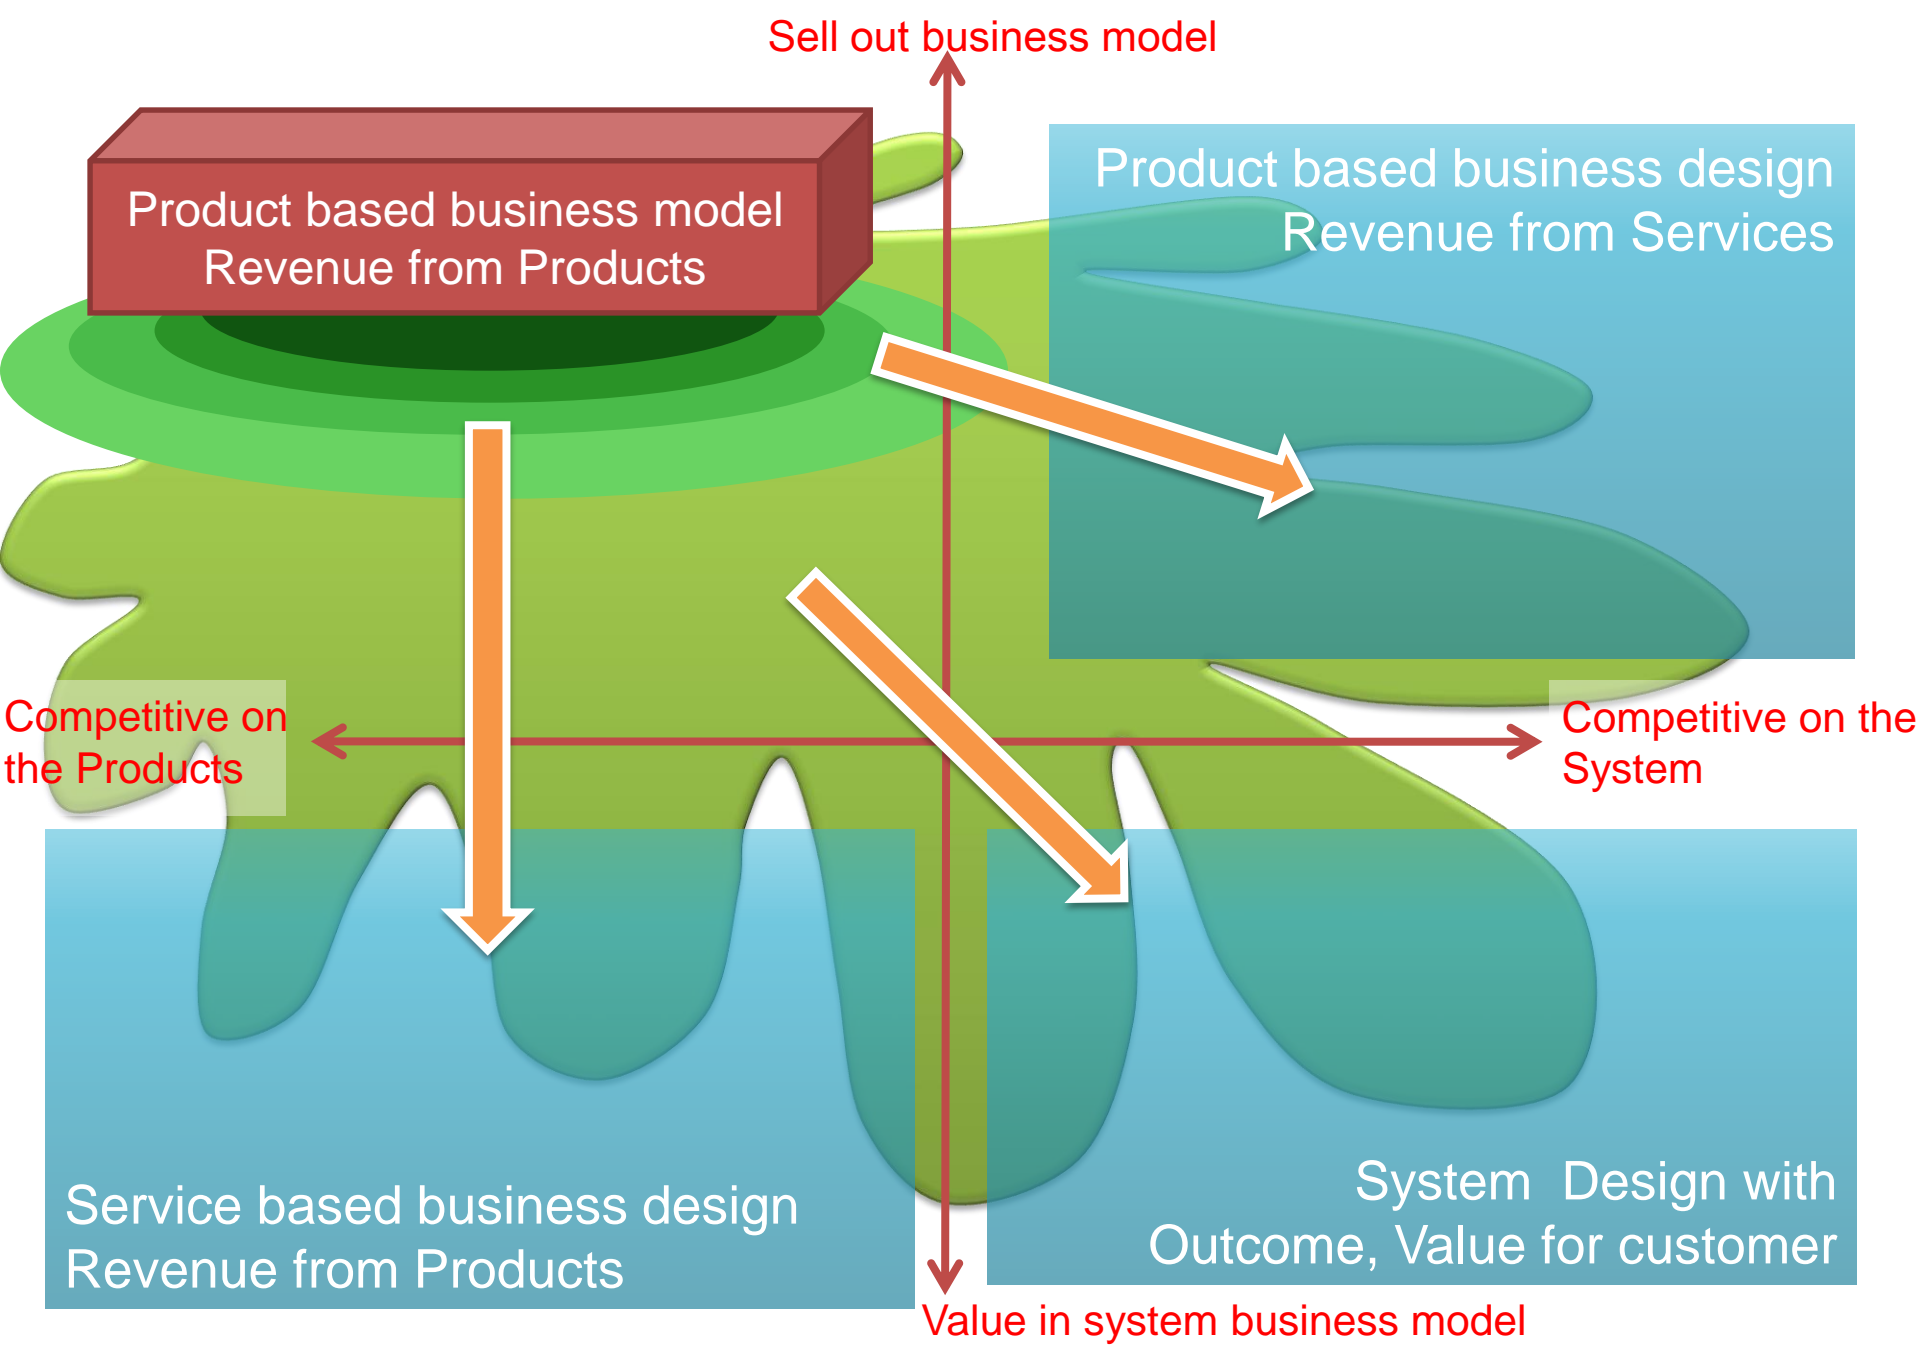 Sell out business model
Product based business model
Revenue from Products
Product based business design
Revenue from Services
Competitive on
the Products
Competitive on the
System
Service based business design
Revenue from Products
System  Design with
Outcome, Value for customer
Value in system business model